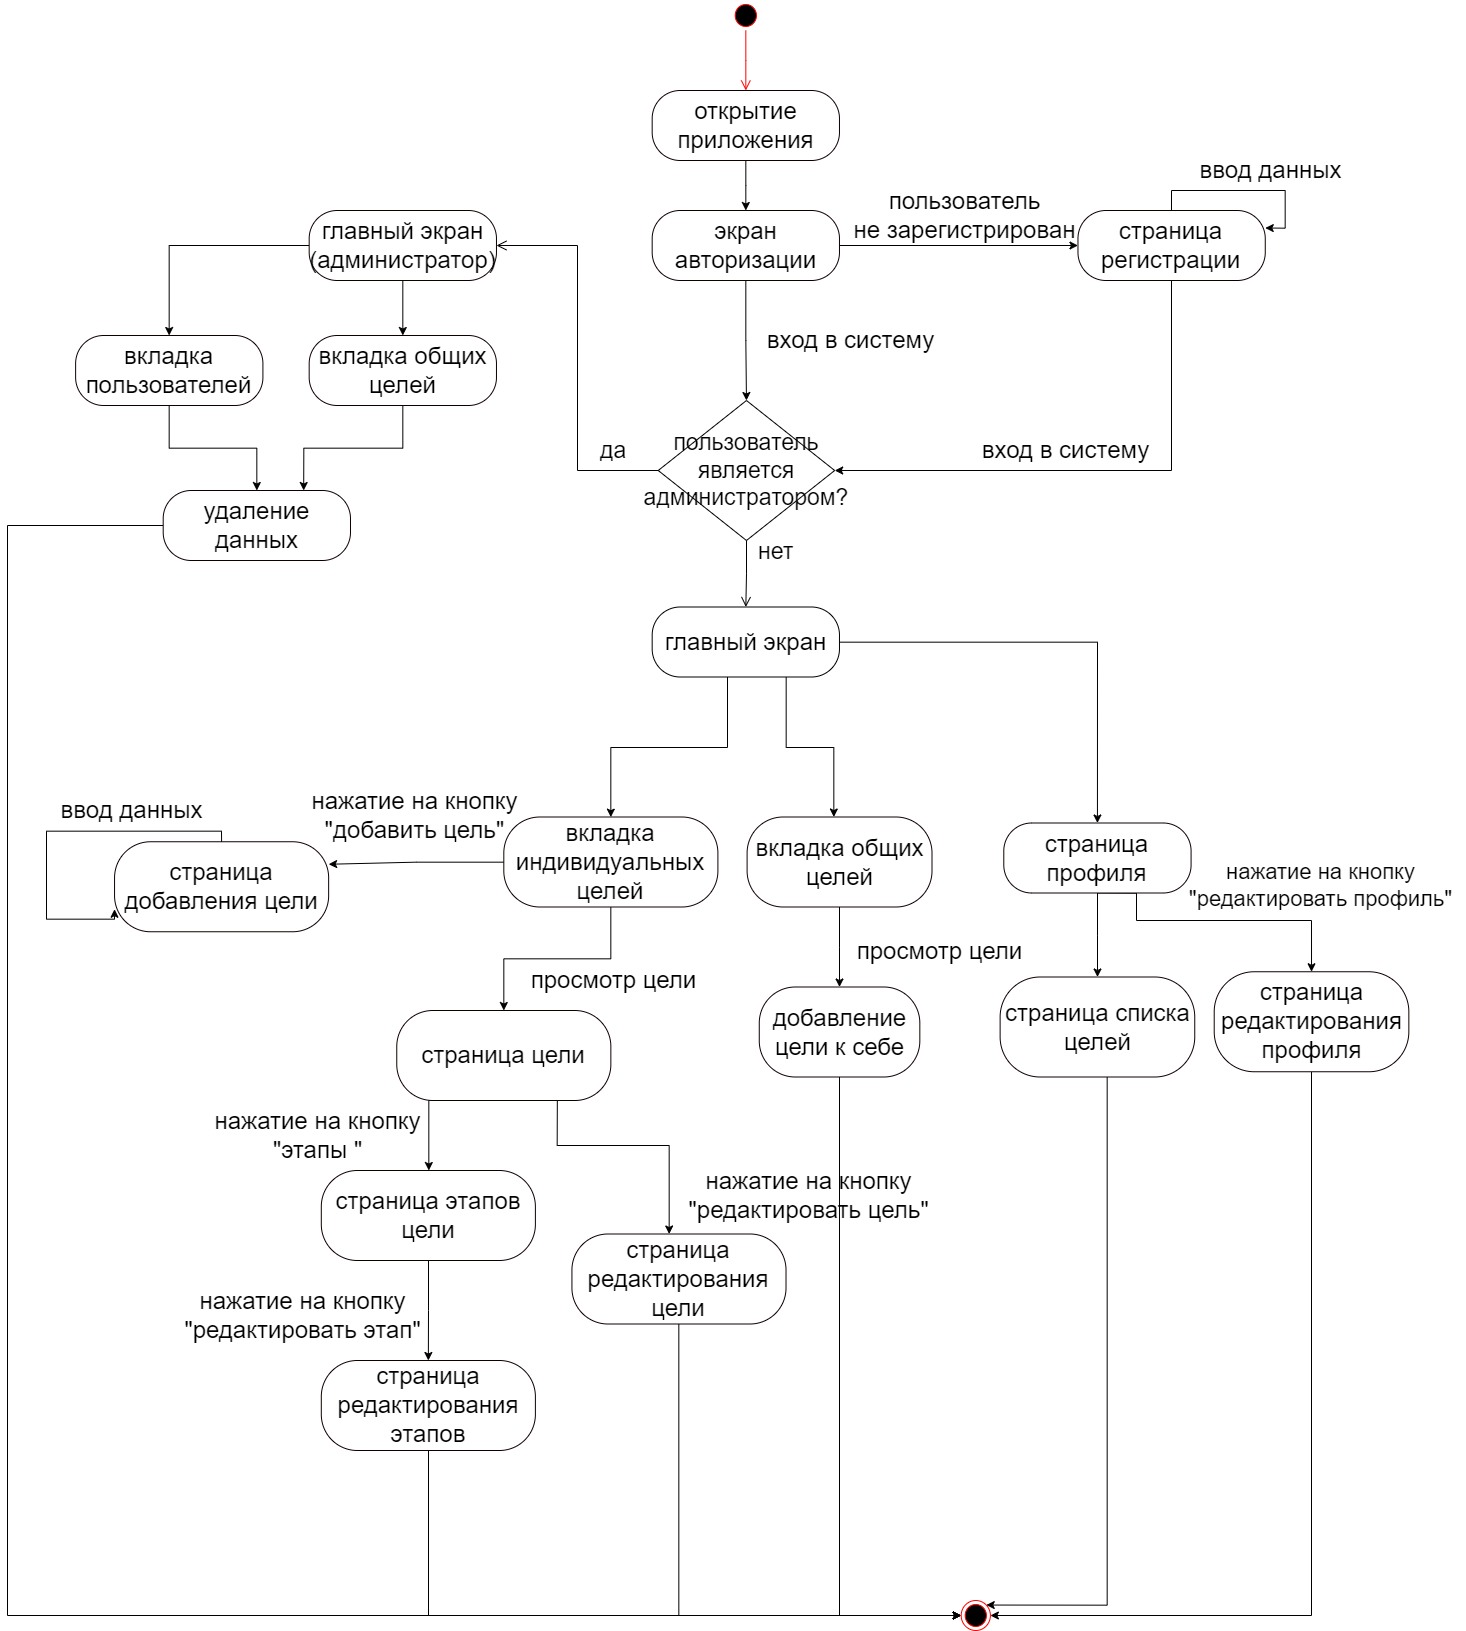 открытие
приложения
ввод данных
пользователь
не зарегистрирован
главный экран
(администратор)
экран
авторизации
страница
регистрации
вход в систему
вкладка
пользователей
вкладка общих
целей
да
пользователь
является
администратором?
вход в систему
удаление
данных
нет
главный экран
ввод данных
нажатие на кнопку
"добавить цель"
вкладка
индивидуальных
целей
вкладка общих
целей
страница
профиля
нажатие на кнопку
"редактировать профиль"
страница
добавления цели
просмотр цели
просмотр цели
страница цели
добавление
цели к себе
страница списка
целей
страница
редактирования
профиля
нажатие на кнопку
"этапы "
нажатие на кнопку
"редактировать цель"
страница этапов
цели
страница
редактирования
цели
нажатие на кнопку
"редактировать этап"
страница
редактирования
этапов